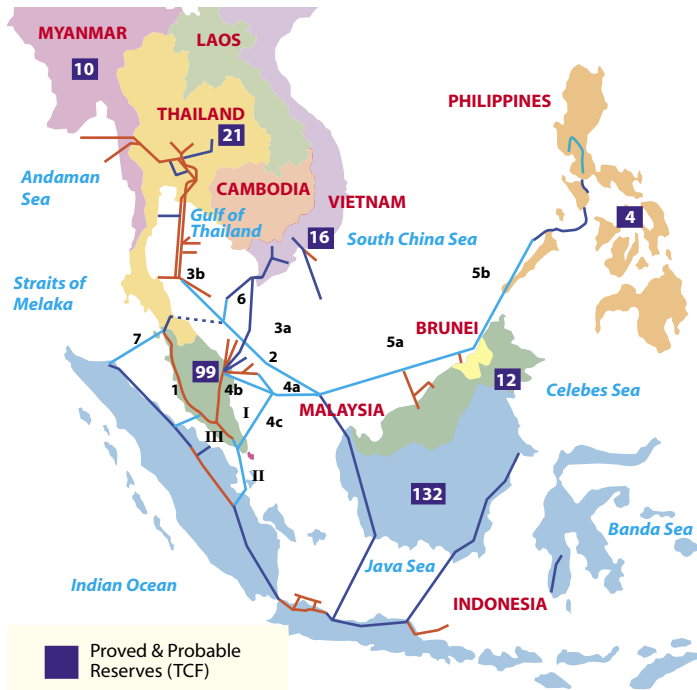 MYANMAR
LAOS
10
PHILIPPINES
THAILAND
21
Andaman
Sea
CAMBODIA
VIETNAM
Gulf of
Thailand
16
South China Sea
4
Straits of
Melaka
3b
5b
6
3a
BRUNEI
7
5a
2
99
12
1
4b
4a
Celebes Sea
I
MALAYSIA
4c
III
II
132
Banda Sea
Java Sea
Indian Ocean
INDONESIA
Proved & Probable
Reserves (TCF)